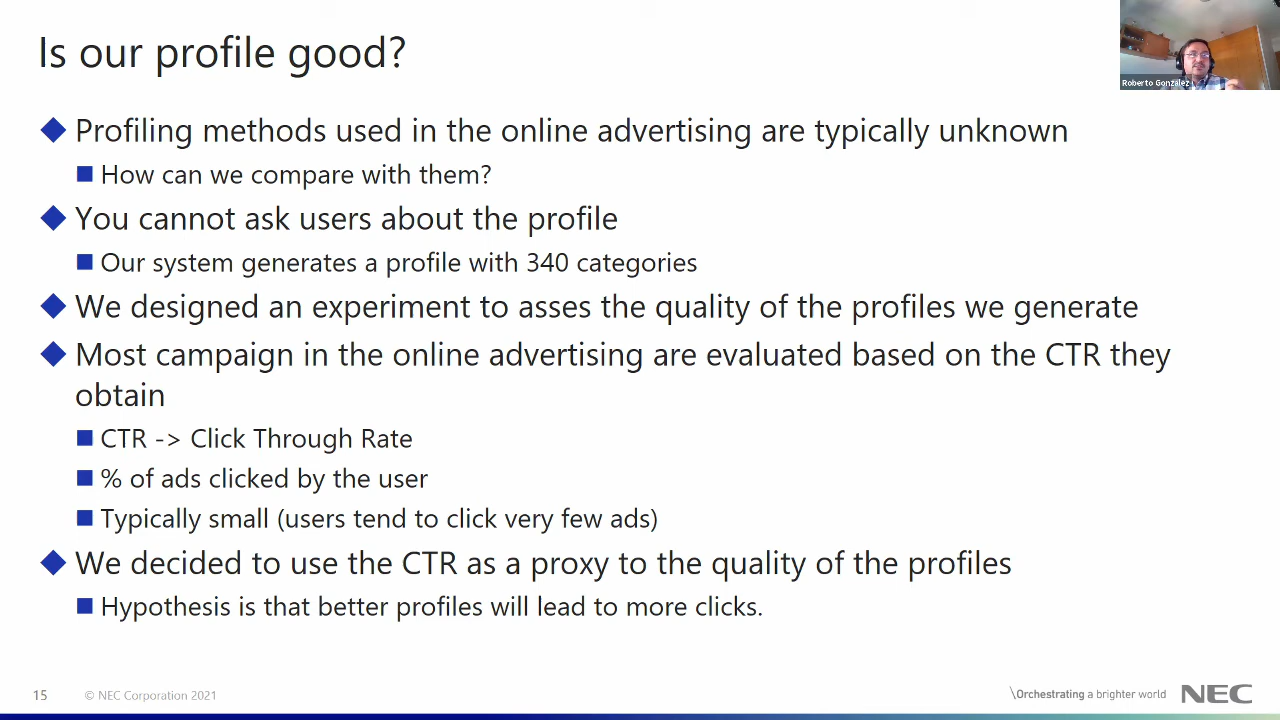 Is our profile good?
Roberto Gonzalez
Profiling methods used in the online advertising are typically unknown
How can we compare with them?
You cannot ask users about the profile
Our system generates a profile with 340 categories
We designed an experiment to asses the quality of the profiles we generate
Most campaign in the online advertising are evaluated based on the CTR they
obtain
CTR -> Click Through Rate
% of ads clicked by the user
Typically small (users tend to click very few ads)
We decided to use the CTR as a proxy to the quality of the profiles
Hypothesis is that better profiles will lead to more clicks.
15 © NEC Corporation 2021
\Orchestrating a brighter world NEC